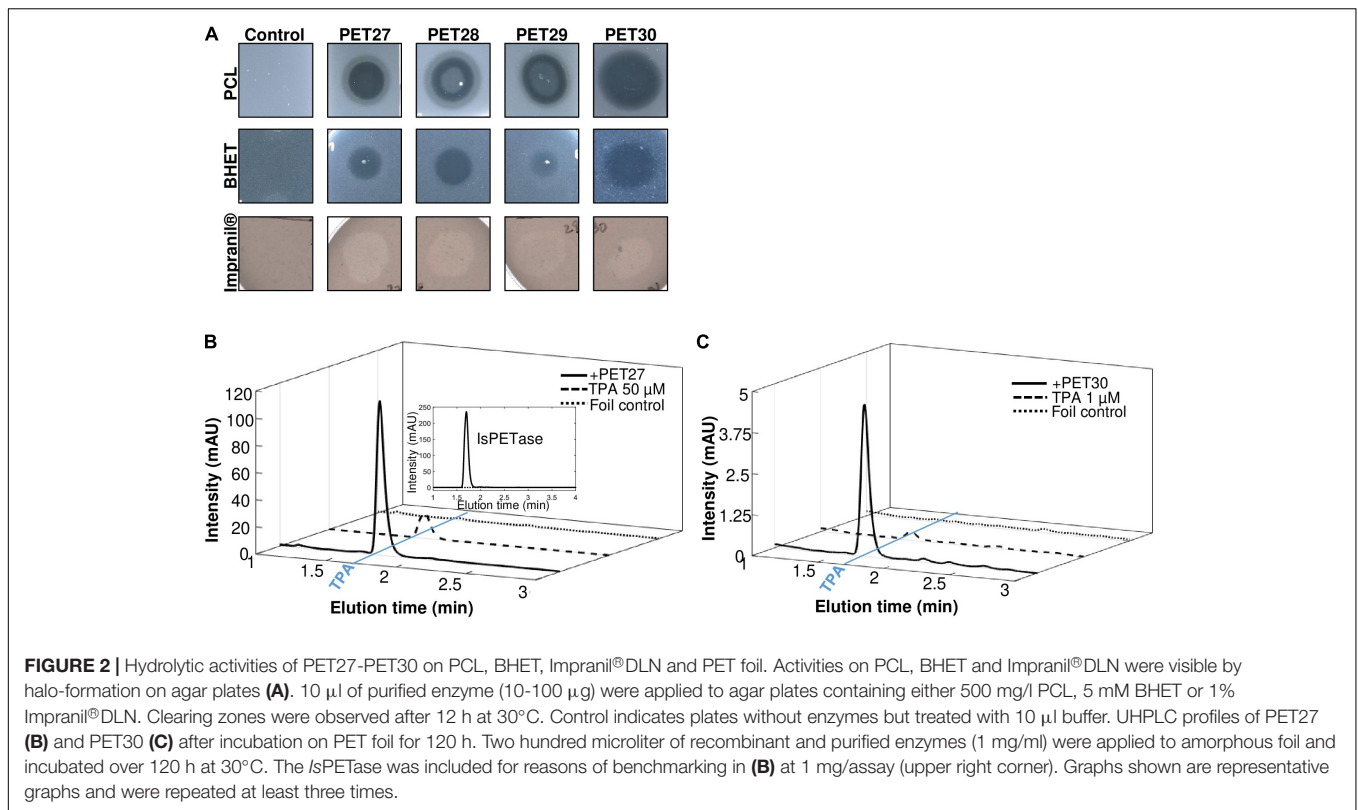 A
Control PET27 PET28 PET29 PET30
PCL
BHET
Impranil®
B
+PET27
TPA 50 µM
Foil control
Intensity (mAU)
120
100
80
60
40
20
0
1
1.5
2
2.5
3
TPA
Elution time (min)
IsPETase
Intensity (mAU)
250
200
150
100
50
0
1 1.5 2 2.5 3 3.5 4
Elution time (min)
C
+PET30
TPA 1 µM
Foil control
Intensity (mAU)
5
3.75
2.5
1.25
0
1
1.5
2
2.5
3
TPA
Elution time (min)
FIGURE 2 | Hydrolytic activities of PET27-PET30 on PCL, BHET, Impranil®DLN and PET foil. Activities on PCL, BHET and Impranil®DLN were visible by
halo-formation on agar plates (A). 10 µl of purified enzyme (10-100 µg) were applied to agar plates containing either 500 mg/l PCL, 5 mM BHET or 1%
Impranil®DLN. Clearing zones were observed after 12 h at 30°C. Control indicates plates without enzymes but treated with 10 µl buffer. UHPLC profiles of PET27
(B) and PET30 (C) after incubation on PET foil for 120 h. Two hundred microliter of recombinant and purified enzymes (1 mg/ml) were applied to amorphous foil and
incubated over 120 h at 30°C. The IsPETase was included for reasons of benchmarking in (B) at 1 mg/assay (upper right corner). Graphs shown are representative
graphs and were repeated at least three times.